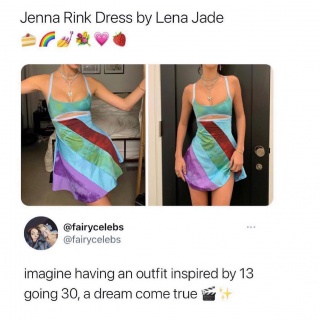 Jenna Rink Dress by Lena Jade
🍰🌈💅💐💗🍓
@fairycelebs
@fairycelebs
imagine having an outfit inspired by 13
going 30, a dream come true 🎬✨